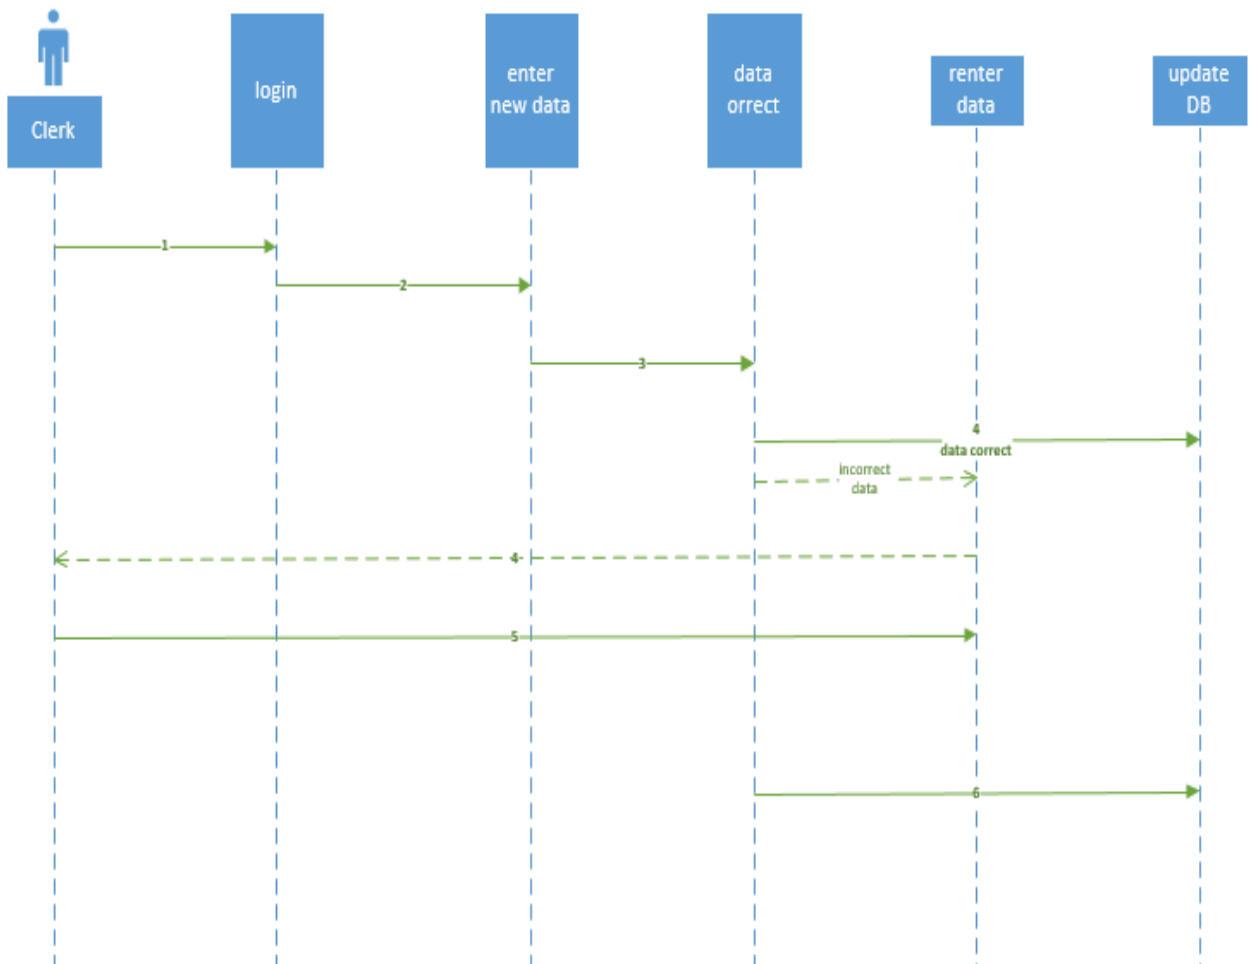 Clerk
login
enter
new data
data
orrect
renter
data
update
DB
1
2
3
4
data correct
incorrect
data
4
5
6